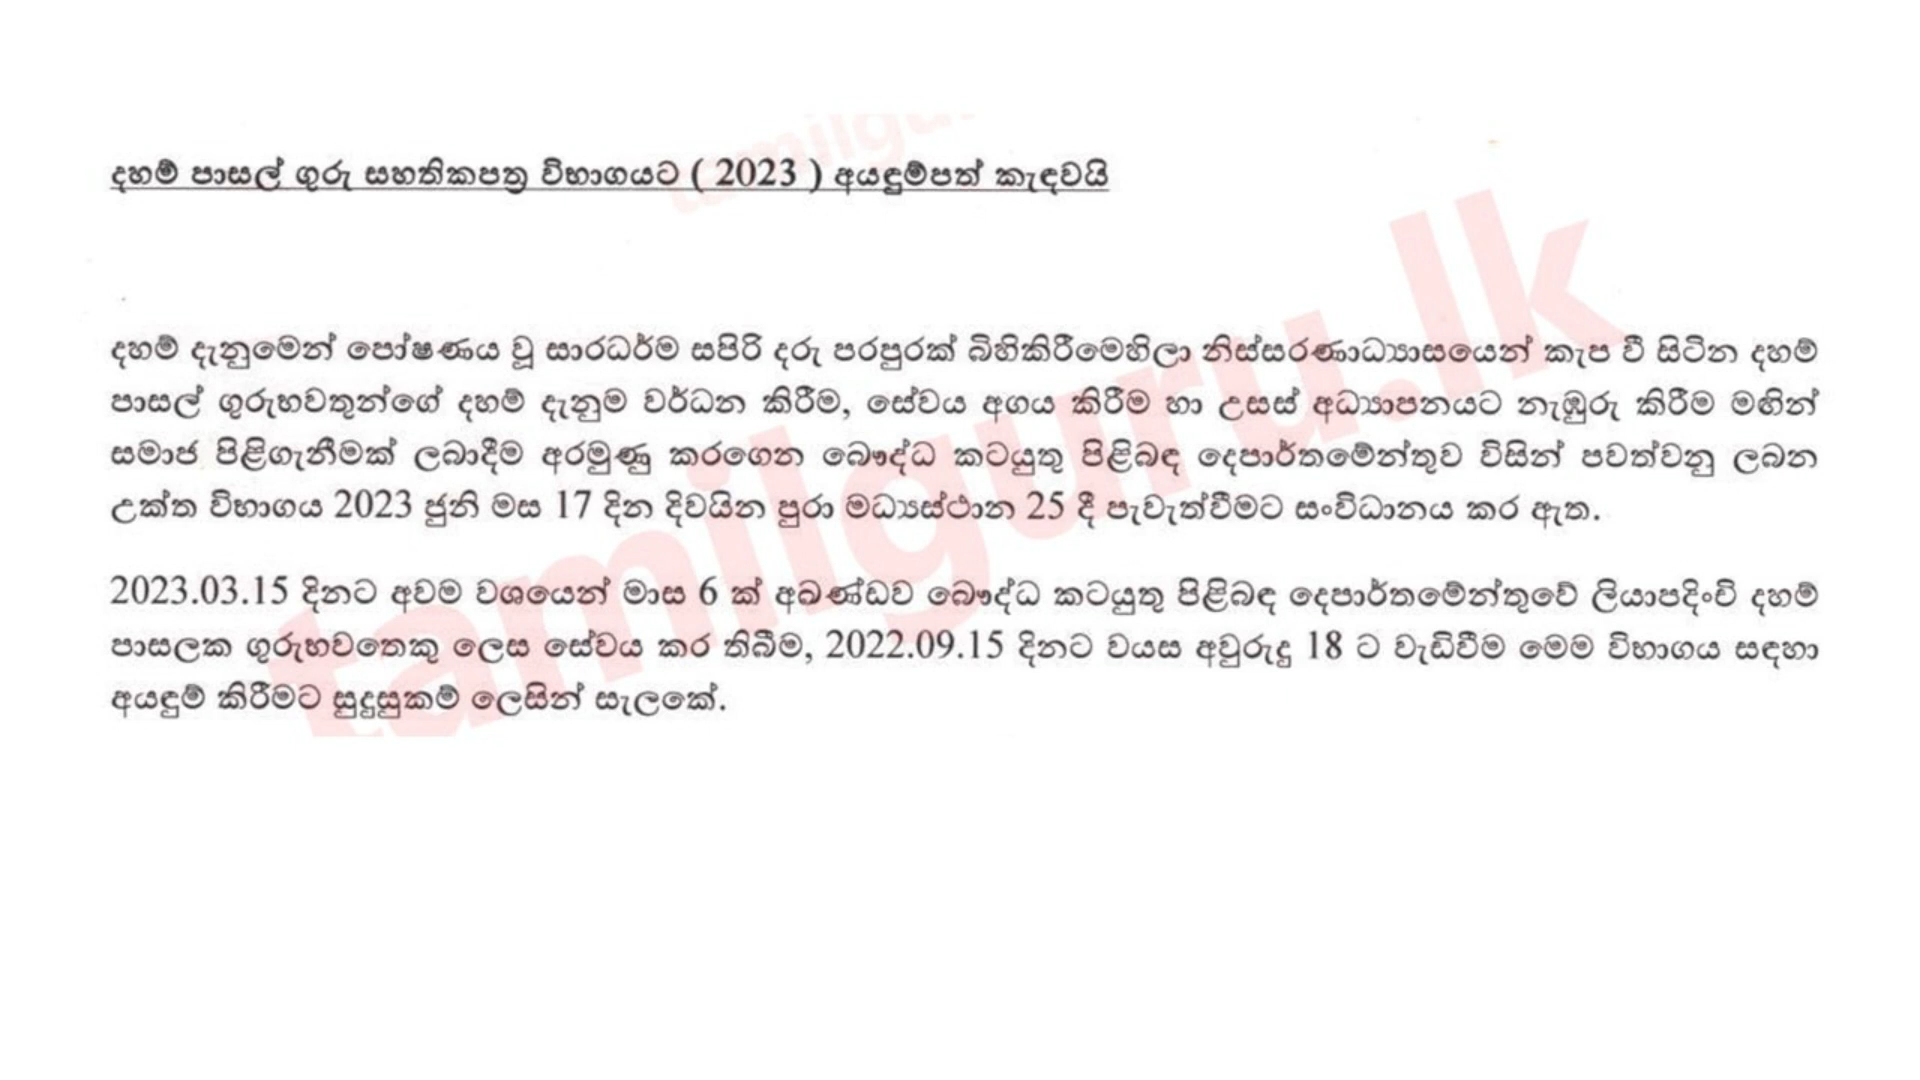 දහම් පාසල් ගුරු සහතිකපත්‍ර විභාගයට ( 2023 ) අයඳුම්පත් කැඳවයි
දහම් දැනුමෙන් පෝෂණය වූ සාරධර්ම සපිරි දරු පරපුරක් බිහිකිරීමෙහිලා නිස්සරණාධ්‍යාසයෙන් කැප වී සිටින දහම්
පාසල් ගුරුභවතුන්ගේ දහම් දැනුම වර්ධන කිරීම, සේවය අගය කිරීම හා උසස් අධ්‍යාපනයට නැඹුරු කිරීම මඟින්
සමාජ පිළිගැනීමක් ලබාදීම අරමුණු කරගෙන බෞද්ධ කටයුතු පිළිබඳ දෙපාර්තමේන්තුව විසින් පවත්වනු ලබන
උක්ත විභාගය 2023 ජුනි මස 17 දින දිවයින පුරා මධ්‍යස්ථාන 25 දී පැවැත්වීමට සංවිධානය කර ඇත.
2023.03.15 දිනට අවම වශයෙන් මාස 6 ක් අඛණ්ඩව බෞද්ධ කටයුතු පිළිබඳ දෙපාර්තමේන්තුවේ ලියාපදිංචි දහම්
පාසලක ගුරුභවතෙකු ලෙස සේවය කර තිබීම, 2022.09.15 දිනට වයස අවුරුදු 18 ට වැඩිවීම මෙම විභාගය සඳහා
අයඳුම් කිරීමට සුදුසුකම් ලෙසින් සැලකේ.
tamilguru.lk